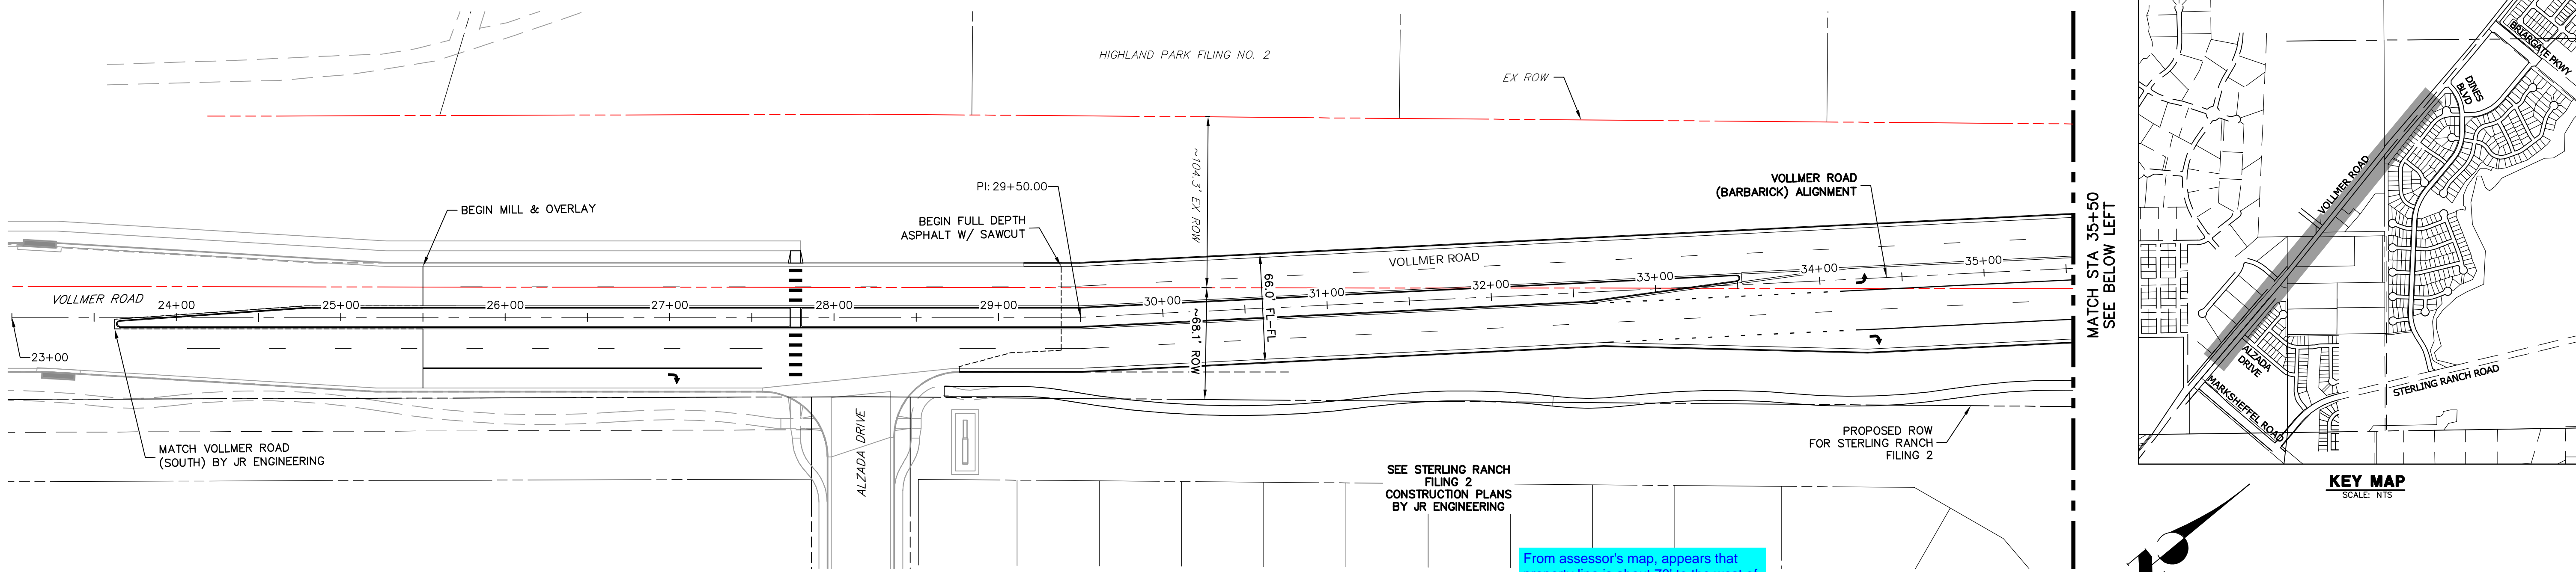 HIGHLAND PARK FILING NO. 2
EX ROW
~104.3' EX ROW
PI: 29+50.00
VOLLMER ROAD
(BARBARICK) ALIGNMENT
BEGIN MILL & OVERLAY
BEGIN FULL DEPTH
ASPHALT W/ SAWCUT
MATCH STA 35+50
SEE BELOW LEFT
VOLLMER ROAD
VOLLMER ROAD
66.0' FL-FL
23+00
24+00
25+00
26+00
27+00
28+00
29+00
30+00
31+00
32+00
33+00
34+00
35+00
~68.1' ROW
ALZADA DRIVE
MATCH VOLLMER ROAD
(SOUTH) BY JR ENGINEERING
PROPOSED ROW
FOR STERLING RANCH
FILING 2
SEE STERLING RANCH
FILING 2
CONSTRUCTION PLANS
BY JR ENGINEERING
From assessor's map, appears that
BRIARGATE PKWY
DINES
BLVD
VOLLMER ROAD
ALZADA
DRIVE
MARKSHEFFEL ROAD
STERLING RANCH ROAD
KEY MAP
SCALE: NTS